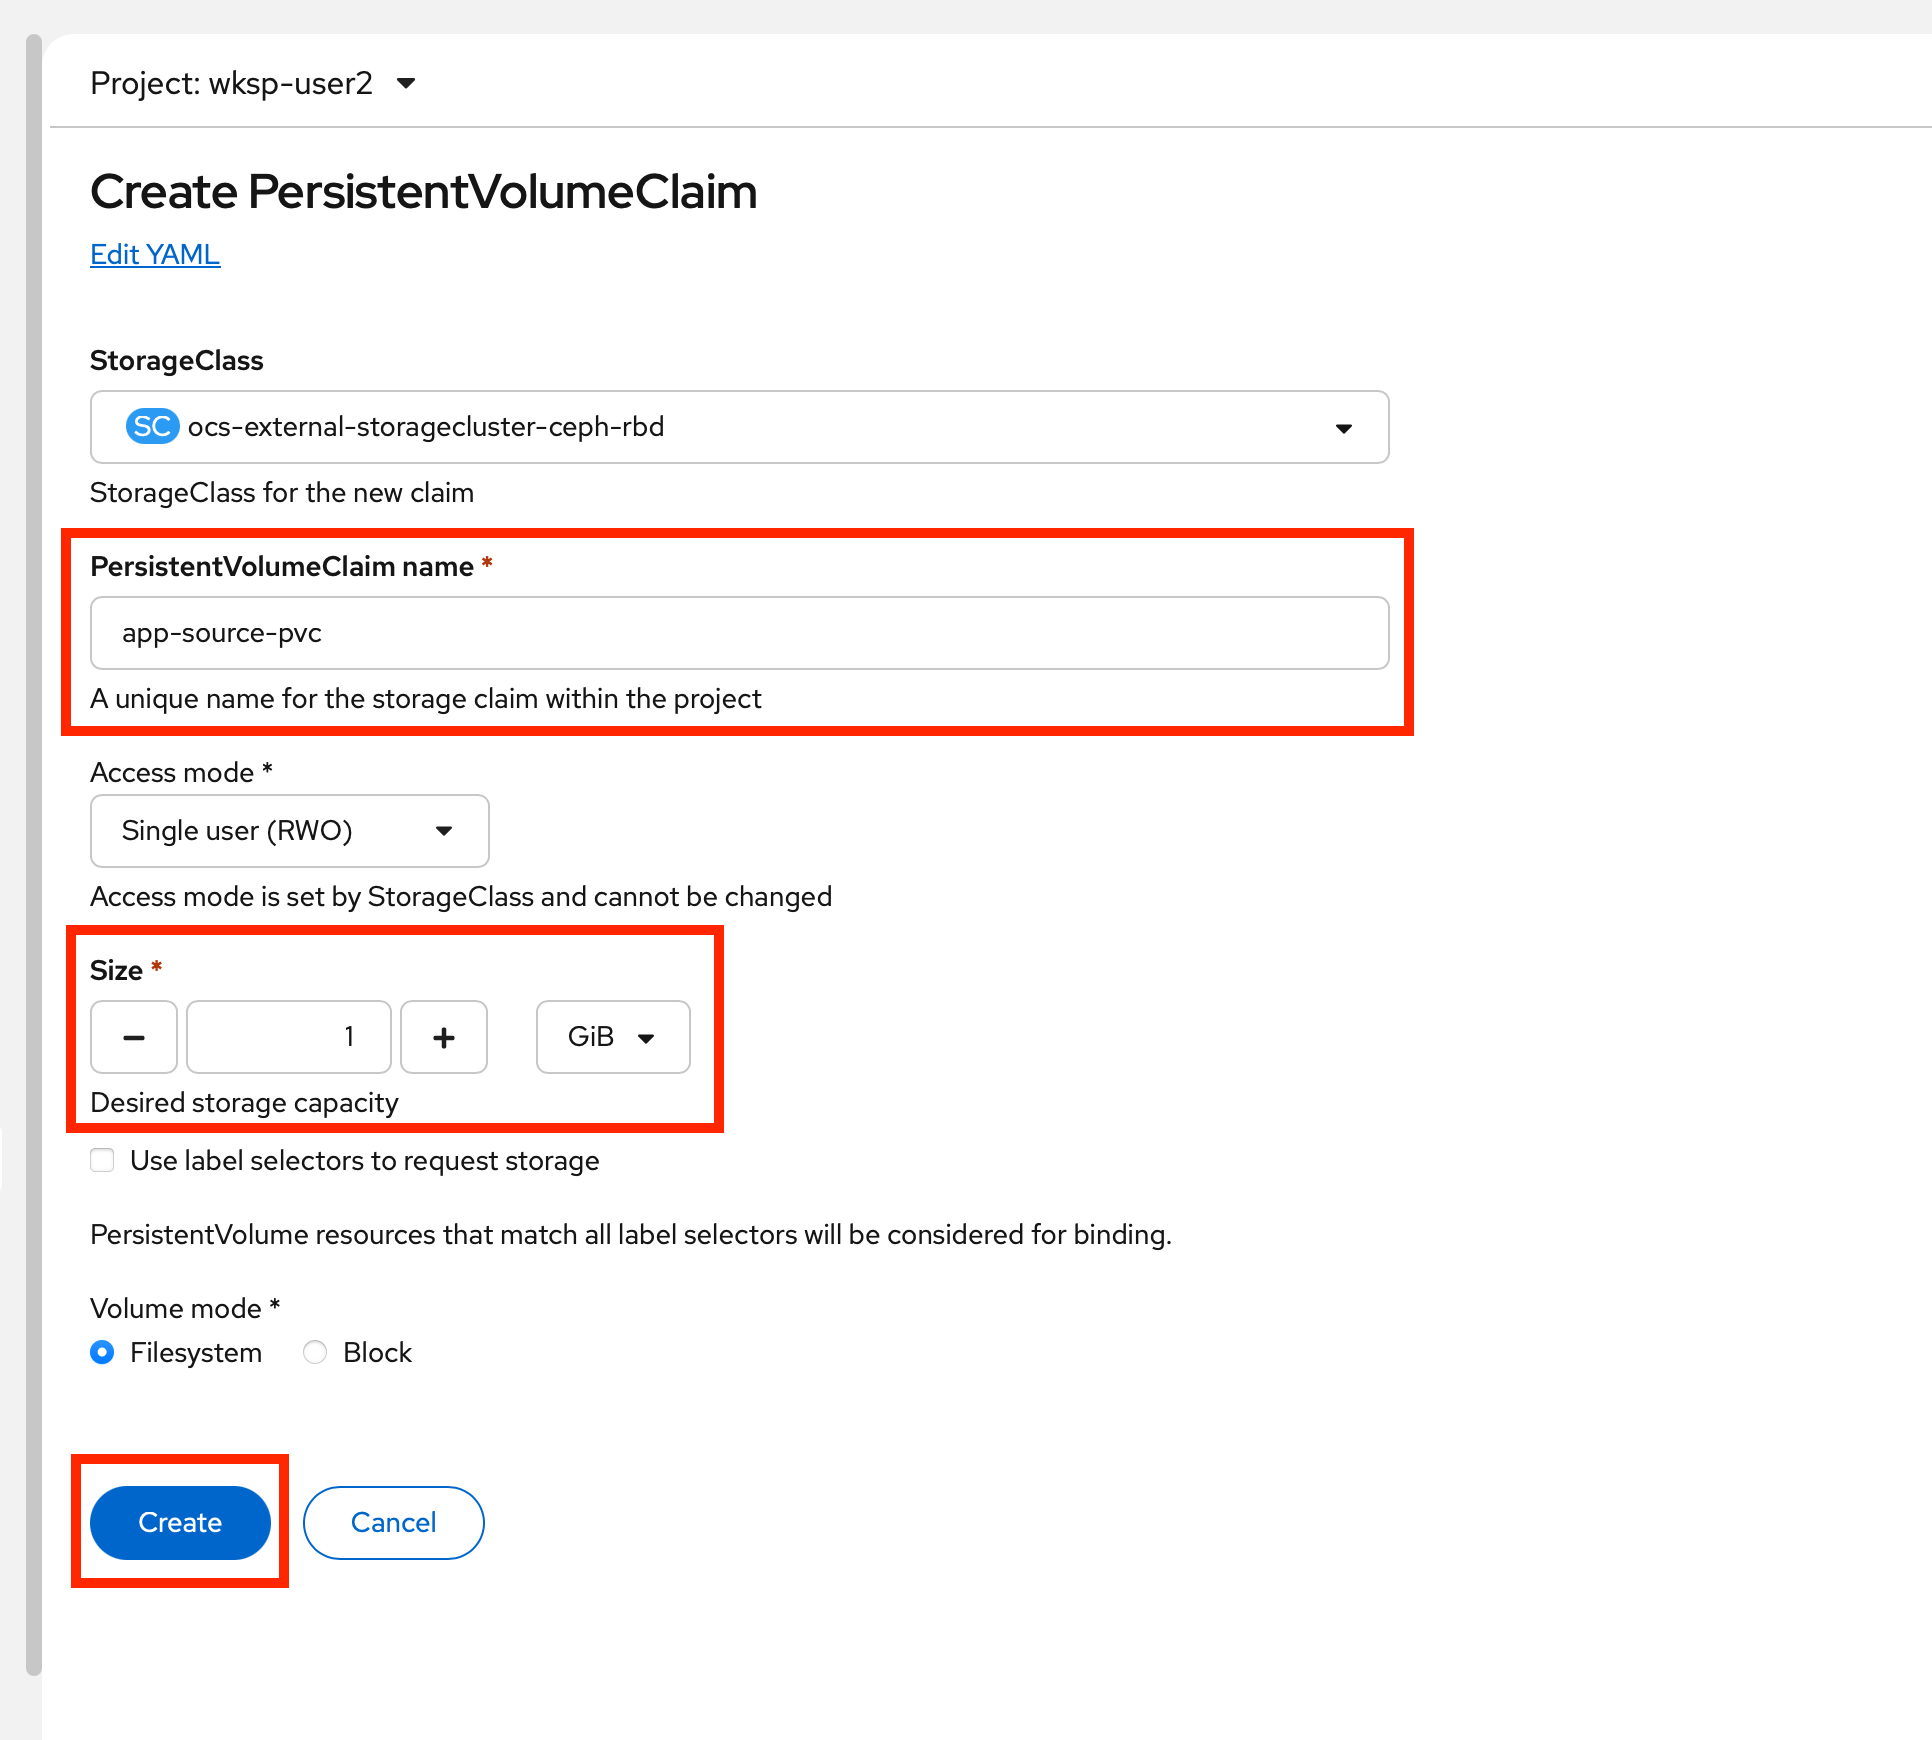 Project: wksp-user2
Create PersistentVolumeClaim
Edit YAML
StorageClass
SC ocs-external-storagecluster-ceph-rbd
StorageClass for the new claim
PersistentVolumeClaim name *
app-source-pvc
A unique name for the storage claim within the project
Access mode *
Single user (RWO)
Access mode is set by StorageClass and cannot be changed
Size *
1 GiB
Desired storage capacity
Use label selectors to request storage
PersistentVolume resources that match all label selectors will be considered for binding.
Volume mode *
Filesystem Block
Create Cancel